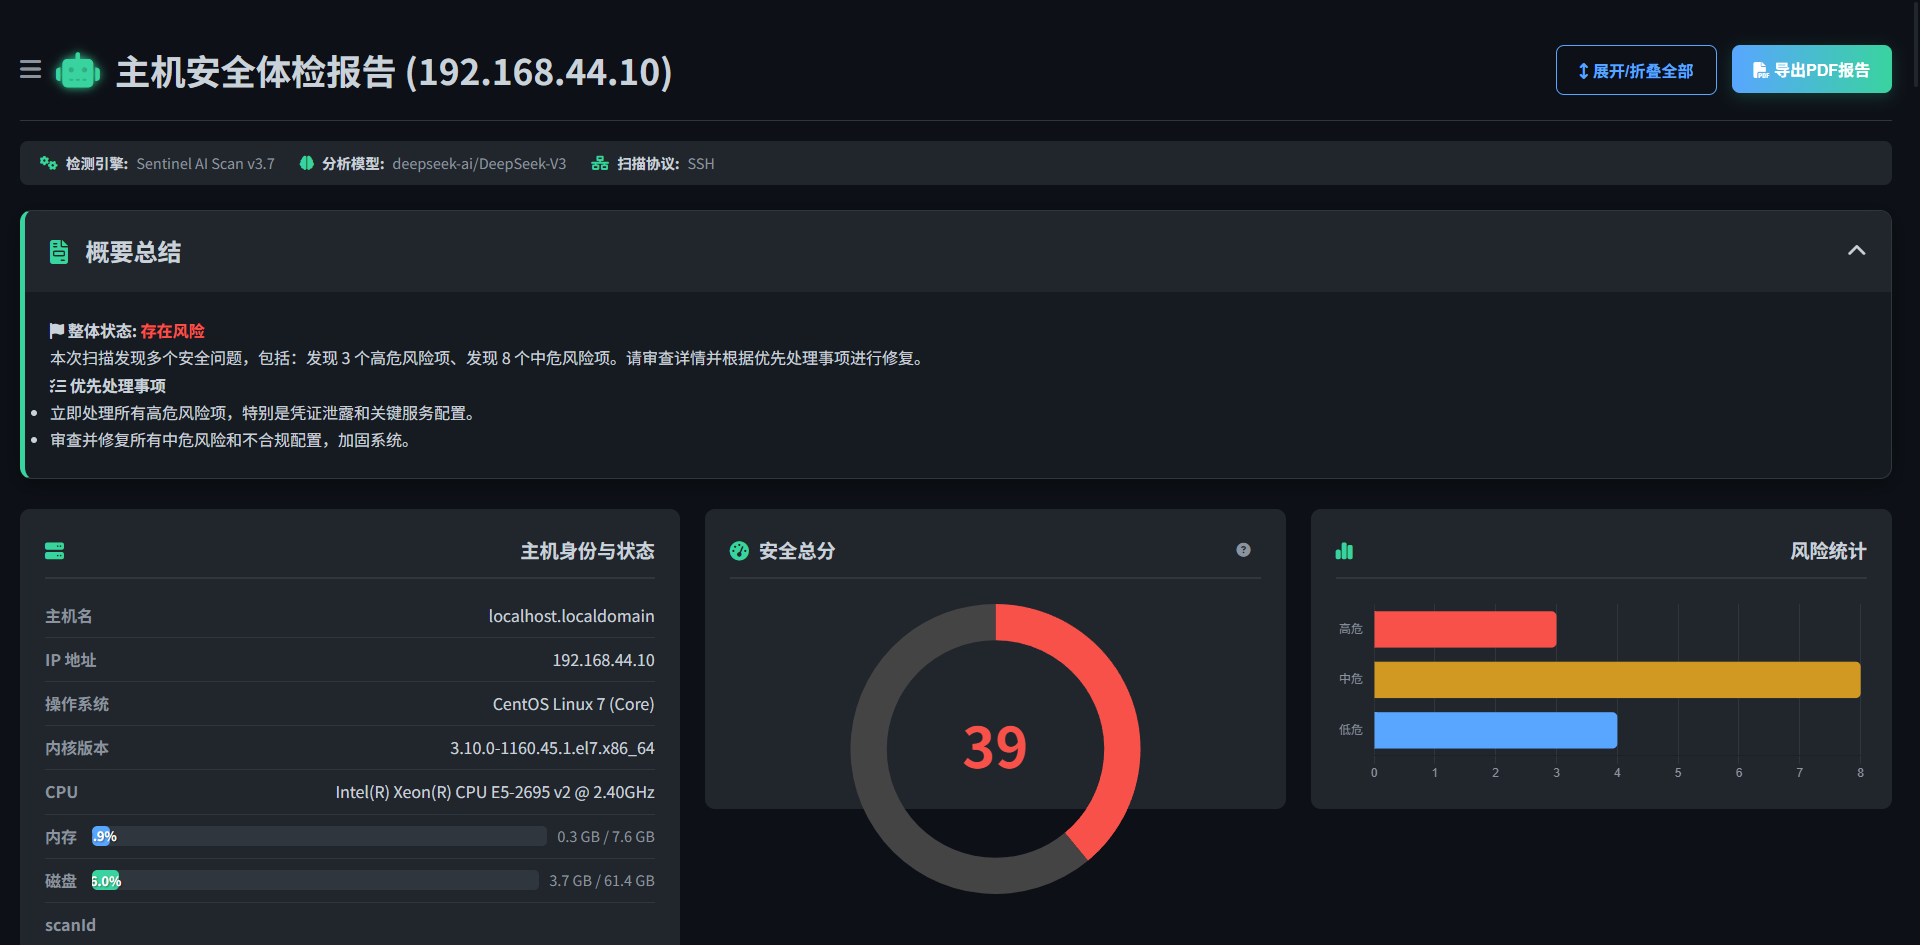 主机安全体检报告 (192.168.44.10)
展开/折叠全部
导出PDF报告
检测引擎: Sentinel AI Scan v3.7
分析模型: deepseek-ai/DeepSeek-V3
扫描协议: SSH
概要总结
整体状态: 存在风险
本次扫描发现多个安全问题，包括：发现 3 个高危风险项、发现 8 个中危风险项。请审查详情并根据优先处理事项进行修复。
优先处理事项
立即处理所有高危风险项，特别是凭证泄露和关键服务配置。
审查并修复所有中危风险和不合规配置，加固系统。
主机身份与状态
主机名 localhost.localdomain
IP 地址 192.168.44.10
操作系统 CentOS Linux 7 (Core)
内核版本 3.10.0-1160.45.1.el7.x86_64
CPU Intel(R) Xeon(R) CPU E5-2695 v2 @ 2.40GHz
内存 .9% 0.3 GB / 7.6 GB
磁盘 6.0% 3.7 GB / 61.4 GB
scanId
安全总分
?
39
风险统计
高危
中危
低危
0 1 2 3 4 5 6 7 8